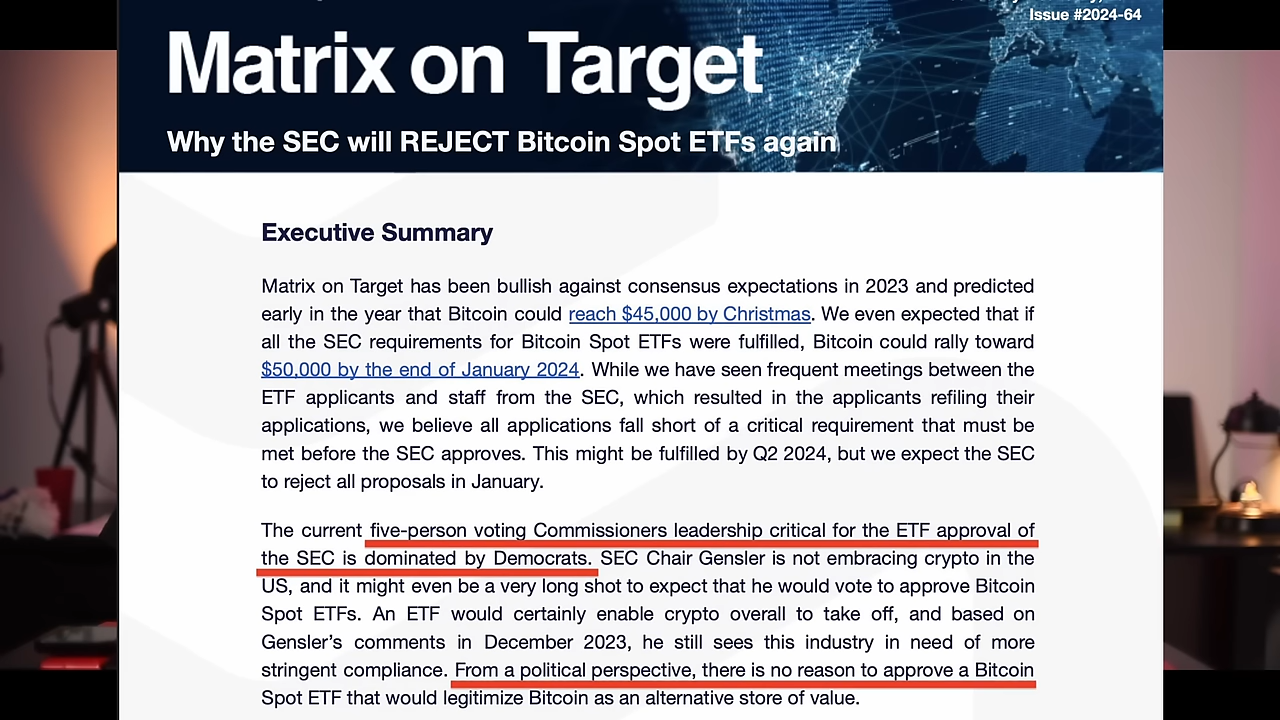 Issue #2024-64
Matrix on Target
Why the SEC will REJECT Bitcoin Spot ETFs again
Executive Summary
Matrix on Target has been bullish against consensus expectations in 2023 and predicted
early in the year that Bitcoin could reach $45,000 by Christmas. We even expected that if
all the SEC requirements for Bitcoin Spot ETFs were fulfilled, Bitcoin could rally toward
$50,000 by the end of January 2024. While we have seen frequent meetings between the
ETF applicants and staff from the SEC, which resulted in the applicants refiling their
applications, we believe all applications fall short of a critical requirement that must be
met before the SEC approves. This might be fulfilled by Q2 2024, but we expect the SEC
to reject all proposals in January.
The current five-person voting Commissioners leadership critical for the ETF approval of
the SEC is dominated by Democrats. SEC Chair Gensler is not embracing crypto in the
US, and it might even be a very long shot to expect that he would vote to approve Bitcoin
Spot ETFs. An ETF would certainly enable crypto overall to take off, and based on
Gensler’s comments in December 2023, he still sees this industry in need of more
stringent compliance. From a political perspective, there is no reason to approve a Bitcoin
Spot ETF that would legitimize Bitcoin as an alternative store of value.